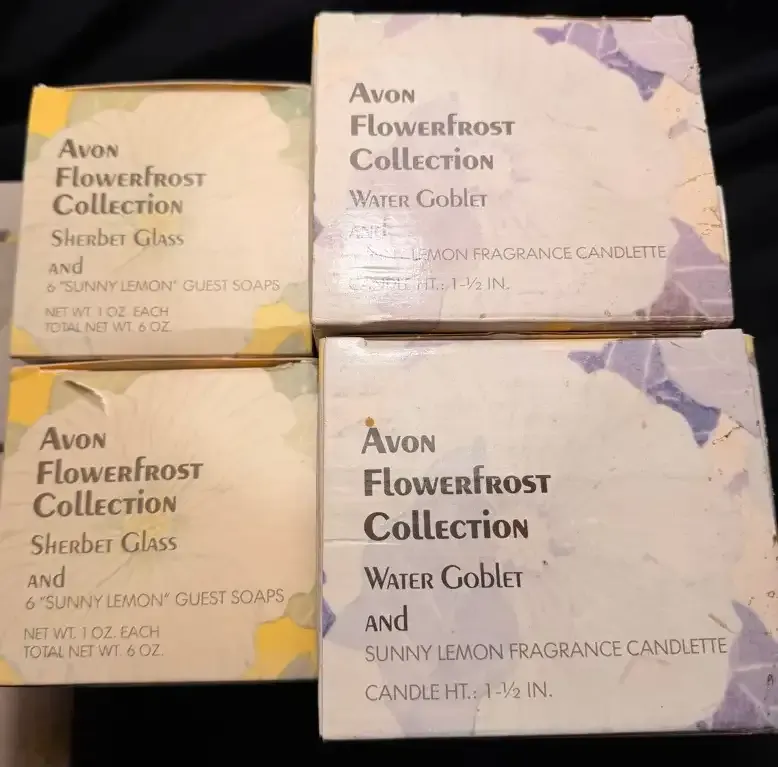 Avon
Flowerfrost
Collection
Sherbet Glass
and
6 "SUNNY LEMON" GUEST SOAPS
NET WT. 1 OZ. EACH
TOTAL NET WT. 6 OZ.
Avon
Flowerfrost
Collection
Water Goblet
and
LEMON FRAGRANCE CANDLETTE
CANDLE HT.: 1-½ IN.
Avon
Flowerfrost
Collection
Sherbet Glass
and
6 "SUNNY LEMON" GUEST SOAPS
NET WT. 1 OZ. EACH
TOTAL NET WT. 6 OZ.
Avon
Flowerfrost
Collection
Water Goblet
and
SUNNY LEMON FRAGRANCE CANDLETTE
CANDLE HT.: 1-½ IN.